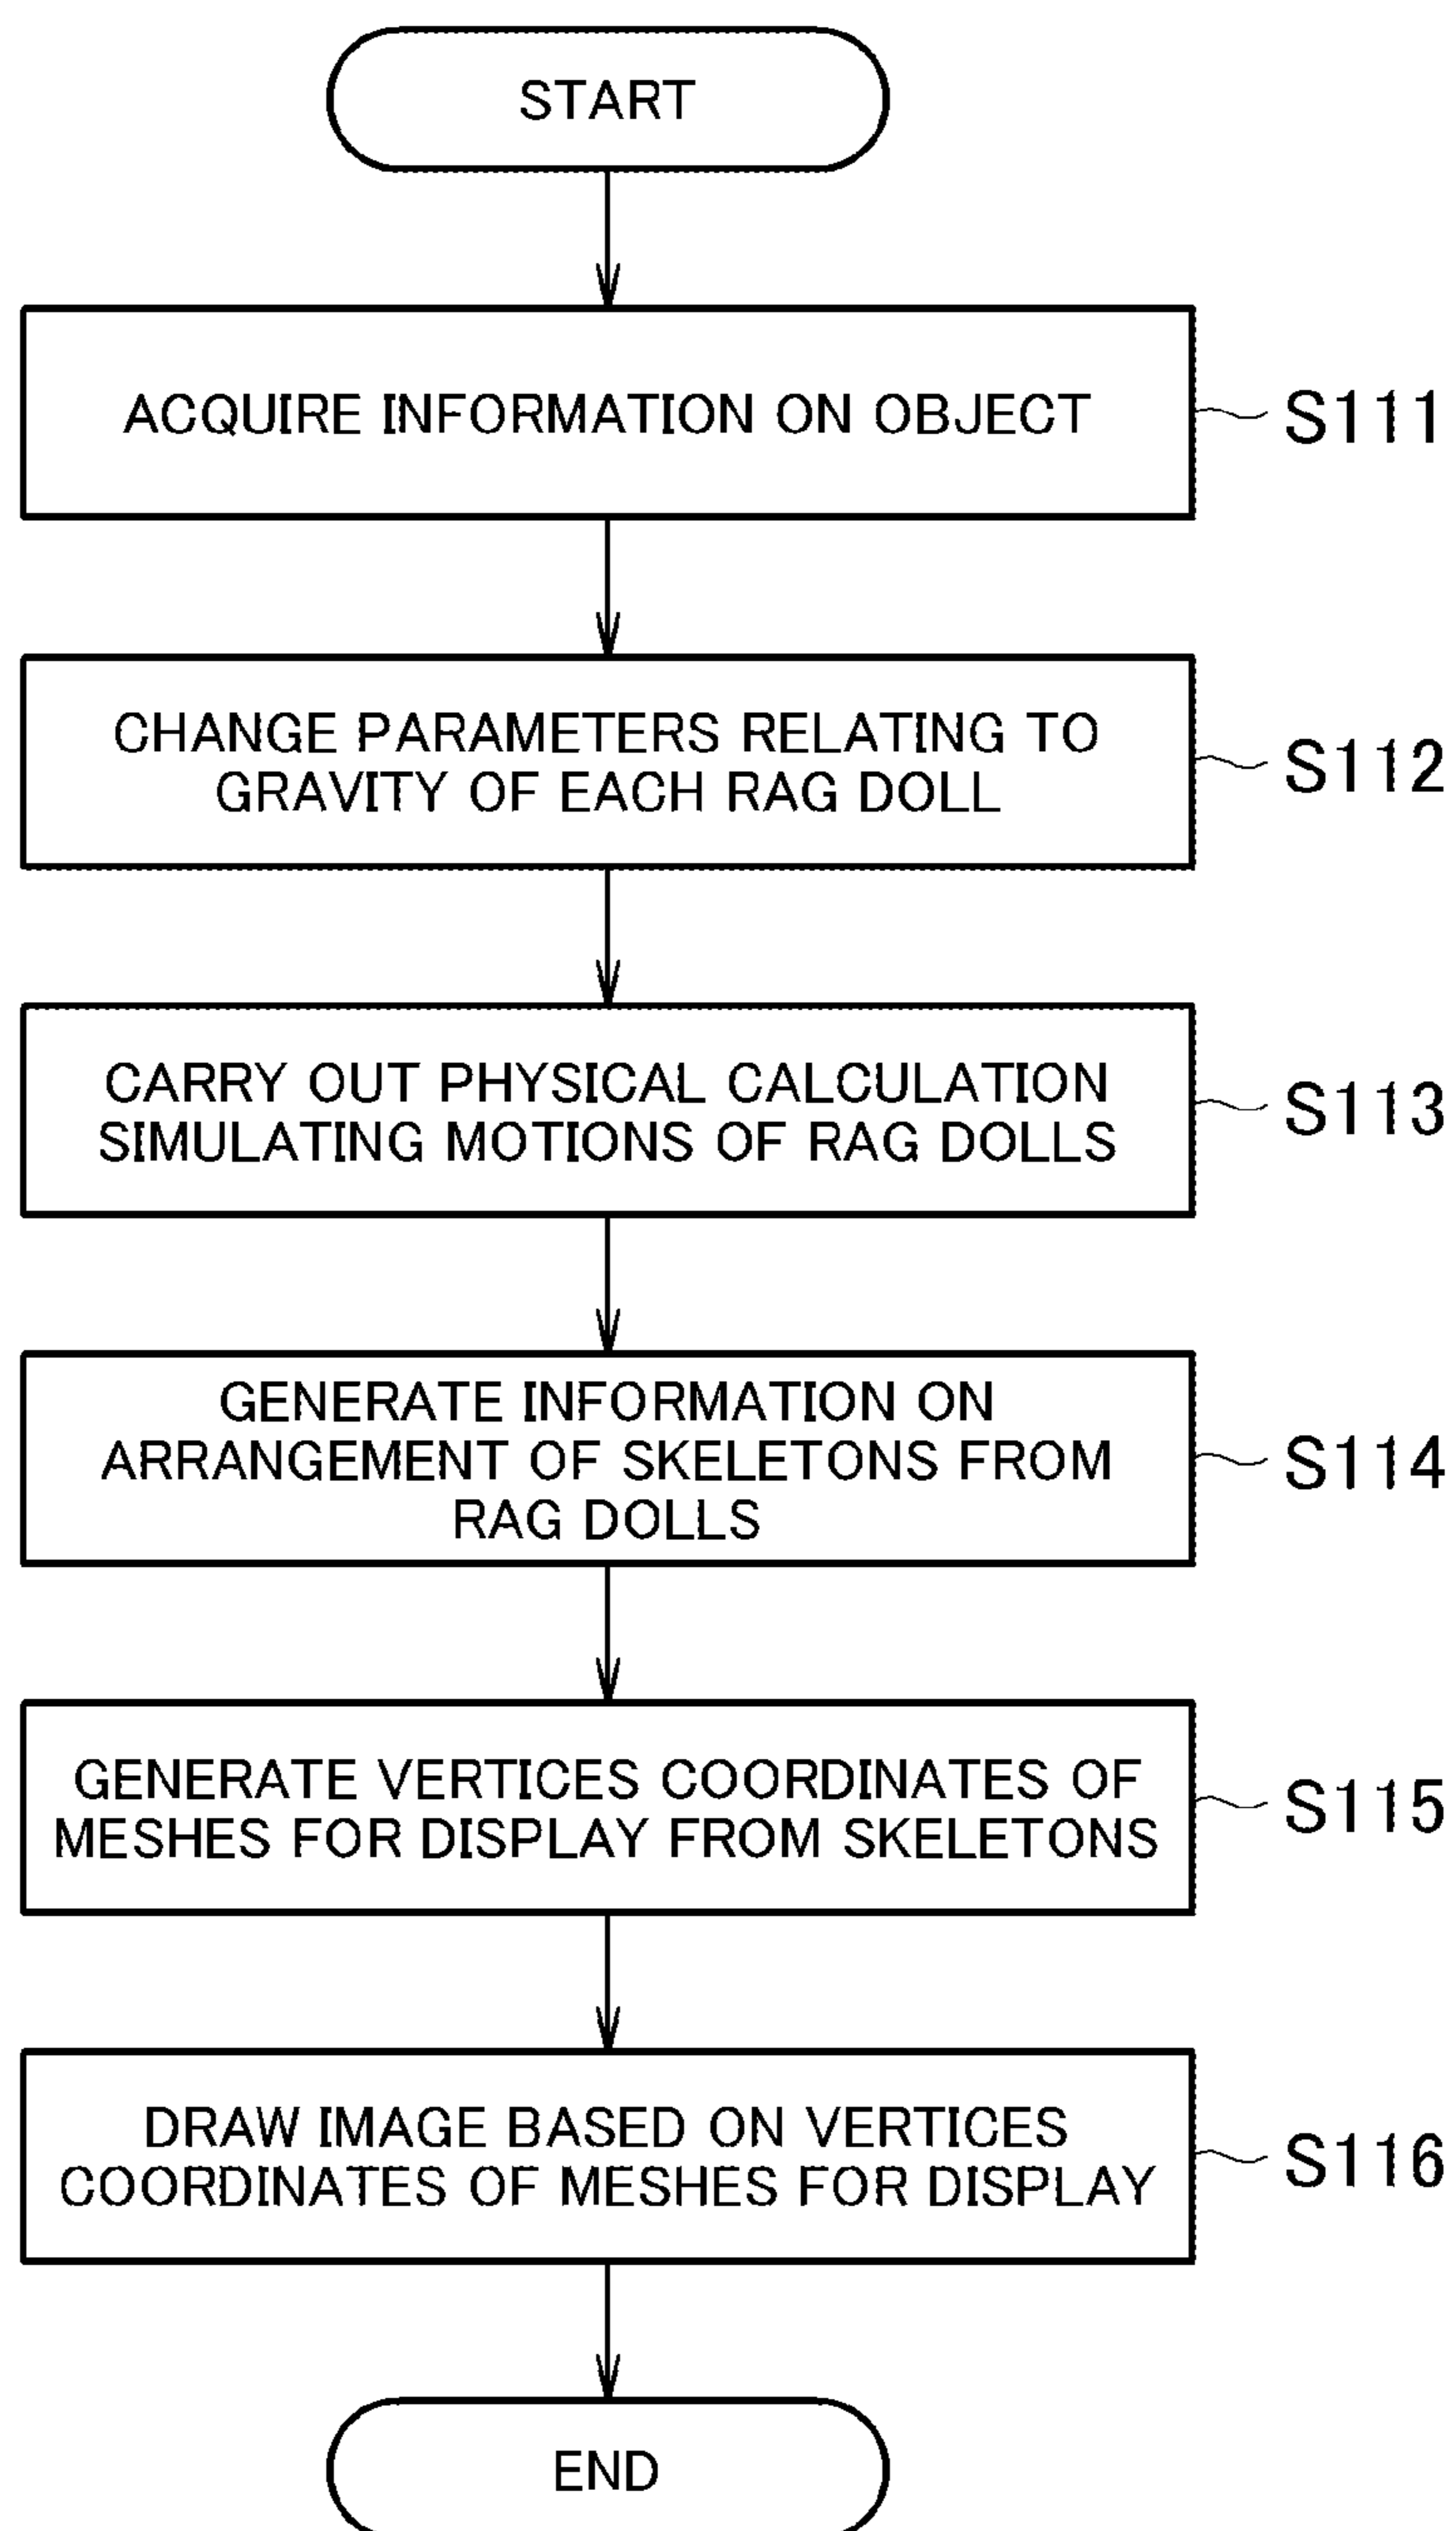 START
ACQUIRE INFORMATION ON OBJECT
S111
CHANGE PARAMETERS RELATING TO
GRAVITY OF EACH RAG DOLL
S112
CARRY OUT PHYSICAL CALCULATION
SIMULATING MOTIONS OF RAG DOLLS
S113
GENERATE INFORMATION ON
ARRANGEMENT OF SKELETONS FROM
RAG DOLLS
S114
GENERATE VERTICES COORDINATES OF
MESHES FOR DISPLAY FROM SKELETONS
S115
DRAW IMAGE BASED ON VERTICES
COORDINATES OF MESHES FOR DISPLAY
S116
END